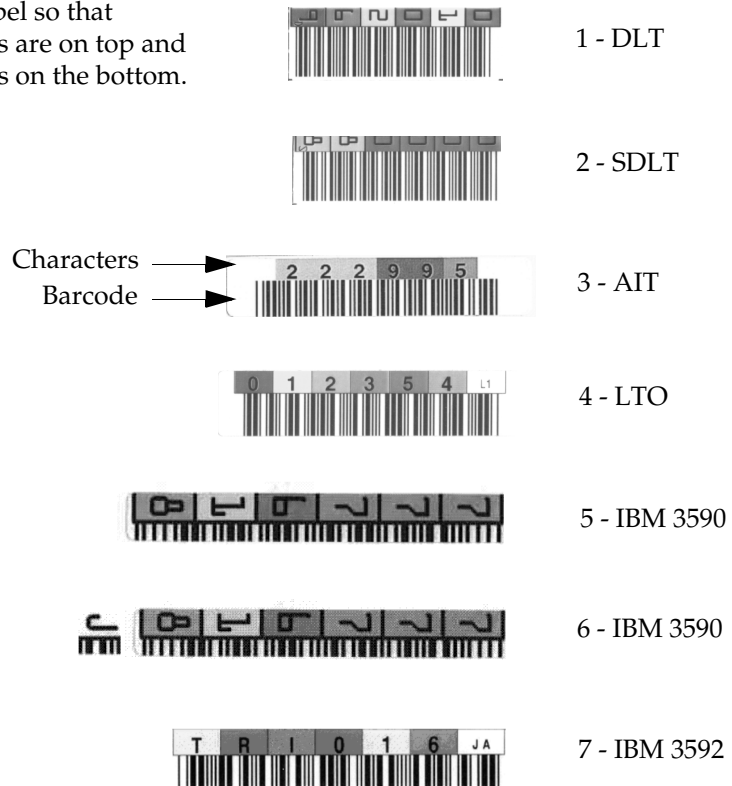 bel so that
s are on top and
s on the bottom.
1 - DLT
2 - SDLT
Characters
Barcode
2 2 2 9 9 5
3 - AIT
0 1 2 3 5 4 L1
4 - LTO
5 - IBM 3590
6 - IBM 3590
T R I 0 1 6 JA
7 - IBM 3592